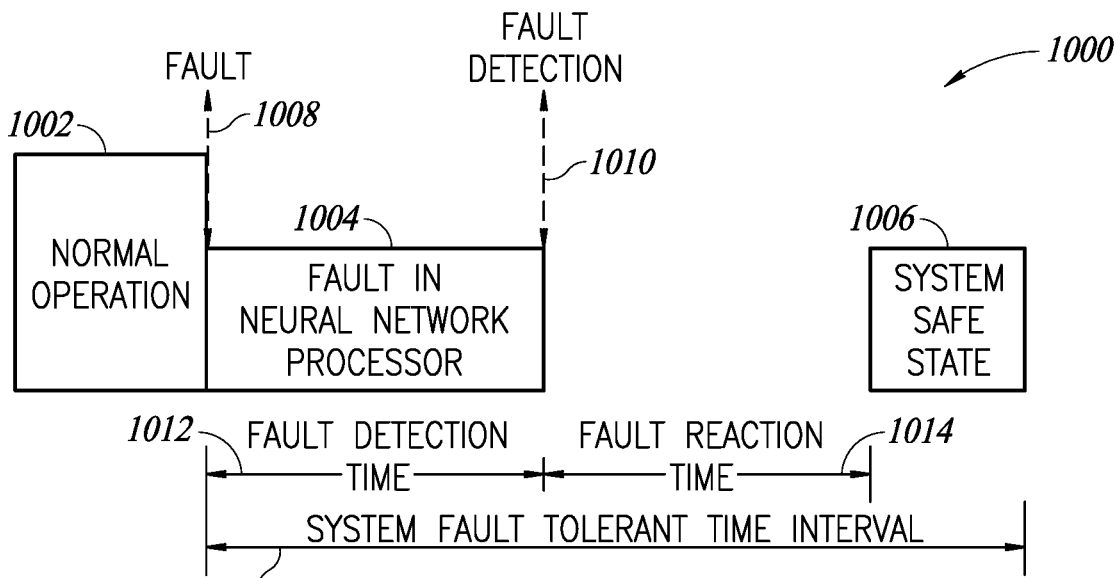 FAULT
FAULT
DETECTION
1000
1002
1008
1010
1004
1006
NORMAL
OPERATION
FAULT IN
NEURAL NETWORK
PROCESSOR
SYSTEM
SAFE
STATE
1012
FAULT DETECTION
TIME
FAULT REACTION
TIME
1014
SYSTEM FAULT TOLERANT TIME INTERVAL